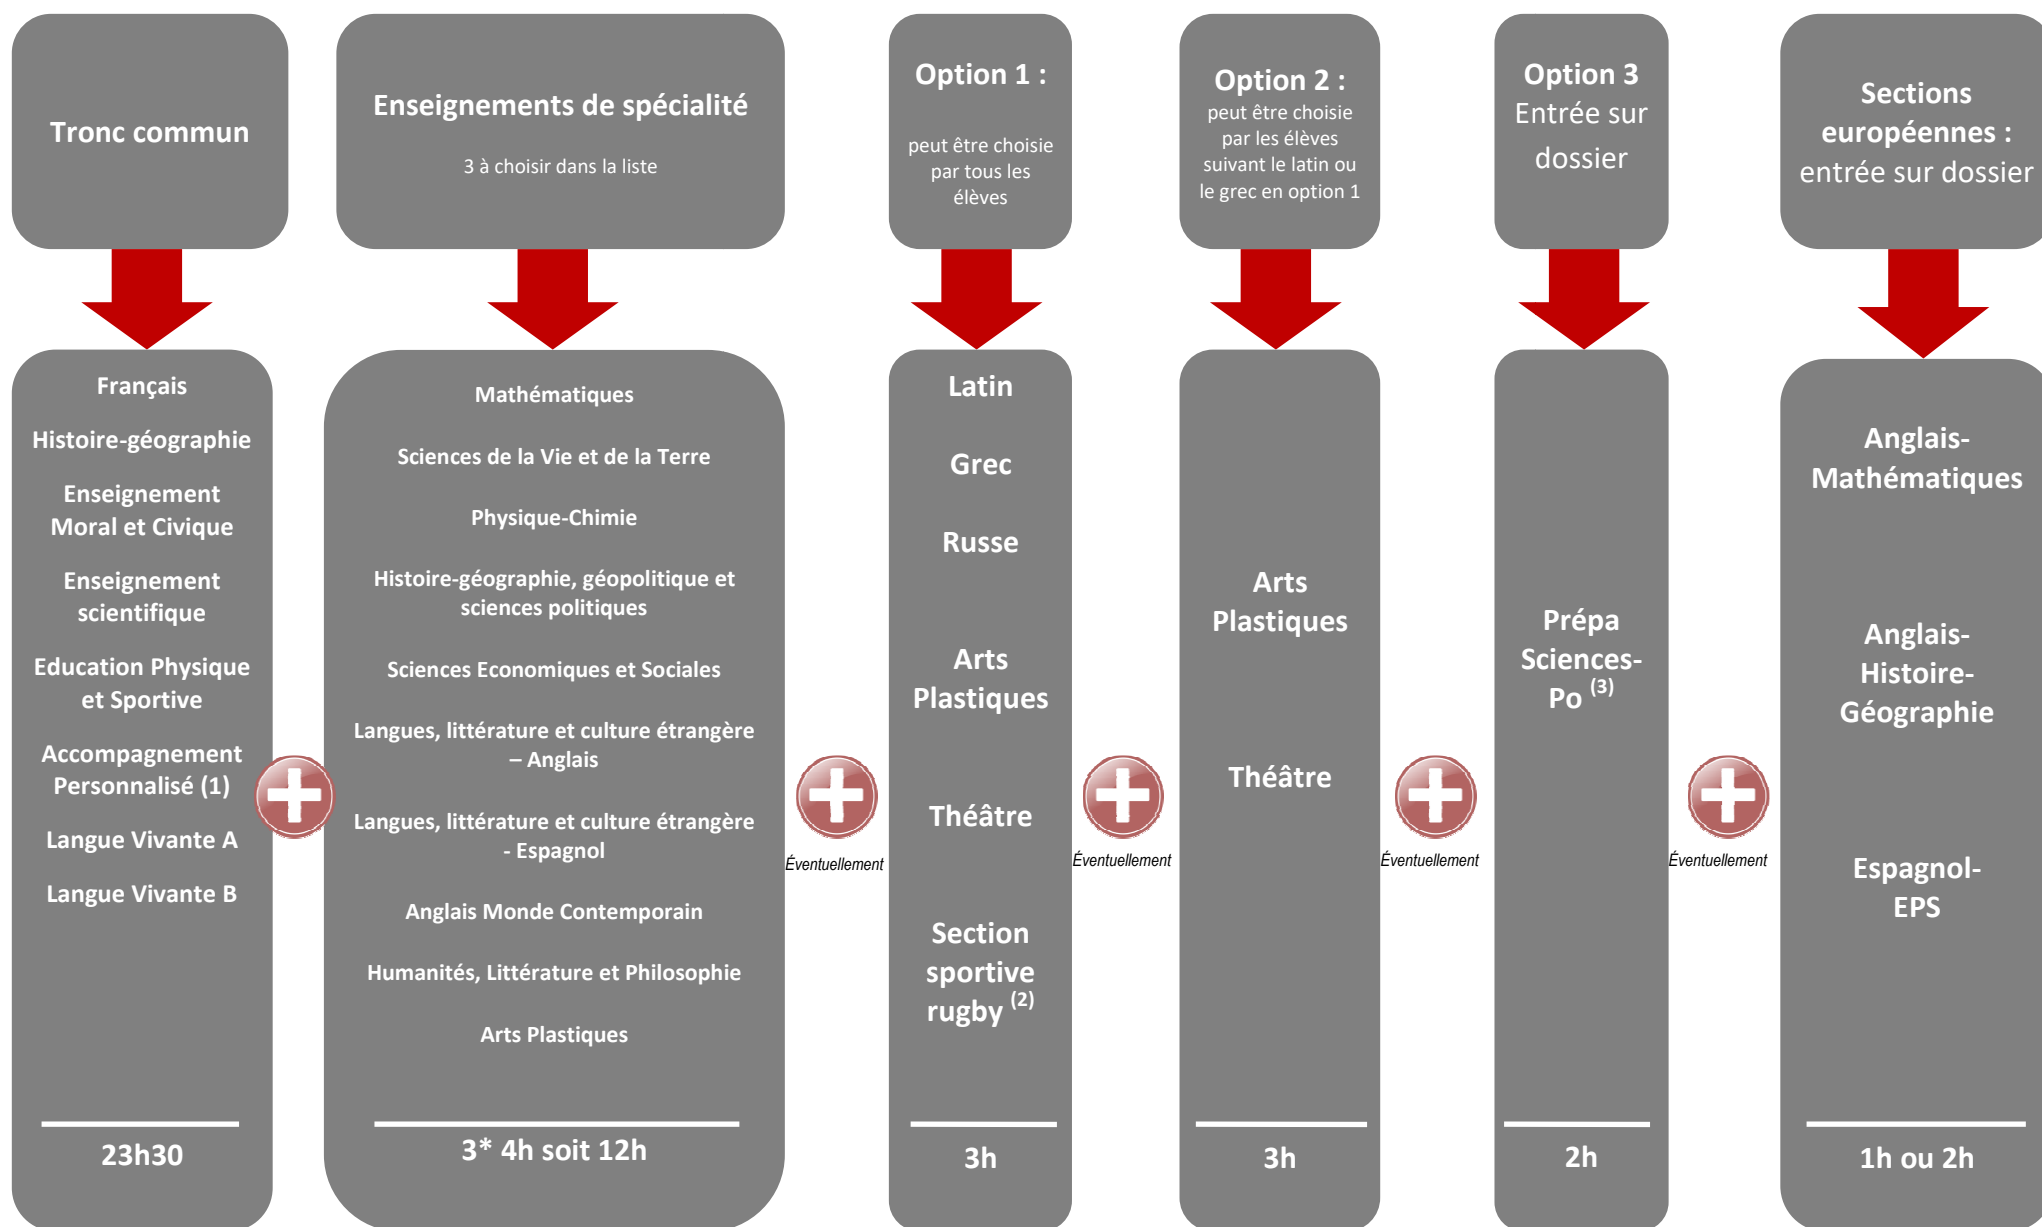 Tronc commun
Enseignements de spécialité
3 à choisir dans la liste
Option 1 :
peut être choisie
par tous les
élèves
Option 2 :
peut être choisie
par les élèves
suivant le latin ou
le grec en option 1
Option 3
Entrée sur
dossier
Sections
européennes :
entrée sur dossier
Français
Histoire-géographie
Enseignement
Moral et Civique
Enseignement
scientifique
Education Physique
et Sportive
Accompagnement
Personnalisé (1)
Langue Vivante A
Langue Vivante B
23h30
Mathématiques
Sciences de la Vie et de la Terre
Physique-Chimie
Histoire-géographie, géopolitique et
sciences politiques
Sciences Economiques et Sociales
Langues, littérature et culture étrangère
– Anglais
Langues, littérature et culture étrangère
- Espagnol
Anglais Monde Contemporain
Humanités, Littérature et Philosophie
Arts Plastiques
3* 4h soit 12h
Éventuellement
Latin
Grec
Russe
Arts
Plastiques
Théâtre
Section
sportive
rugby (2)
3h
Éventuellement
Arts
Plastiques
Théâtre
3h
Éventuellement
Prépa
Sciences-
Po (3)
2h
Éventuellement
Anglais-
Mathématiques
Anglais-
Histoire-
Géographie
Espagnol-
EPS
1h ou 2h